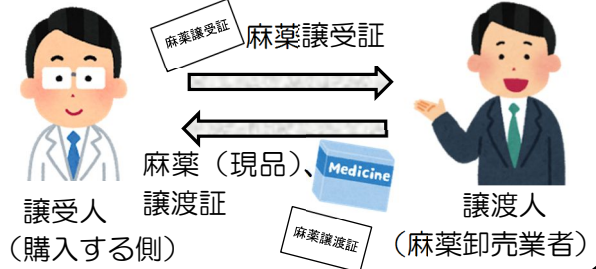 麻薬譲受証
麻薬譲受証
麻薬（現品）、
譲渡証
Medicine
麻薬譲渡証
譲受人
（購入する側）
譲渡人
（麻薬卸売業者）